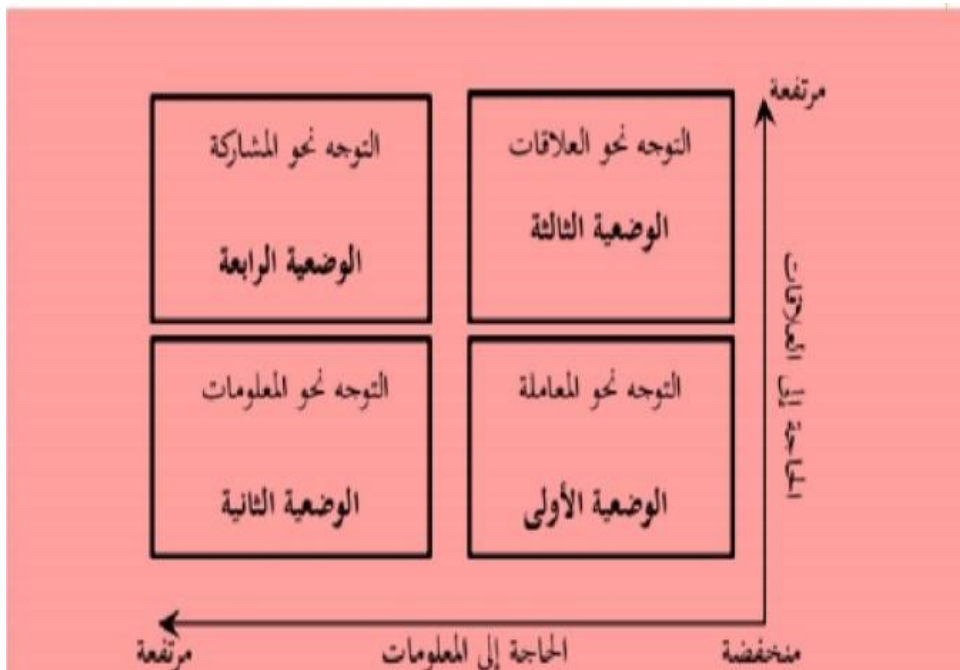 مرتفعة
التوجه نحو العلاقات
الوضعية الثالثة
التوجه نحو المشاركة
الوضعية الرابعة
الحاجة إلى العلاقات
التوجه نحو المعاملة
الوضعية الأولى
التوجه نحو المعلومات
الوضعية الثانية
منخفضة
الحاجة إلى المعلومات
مرتفعة